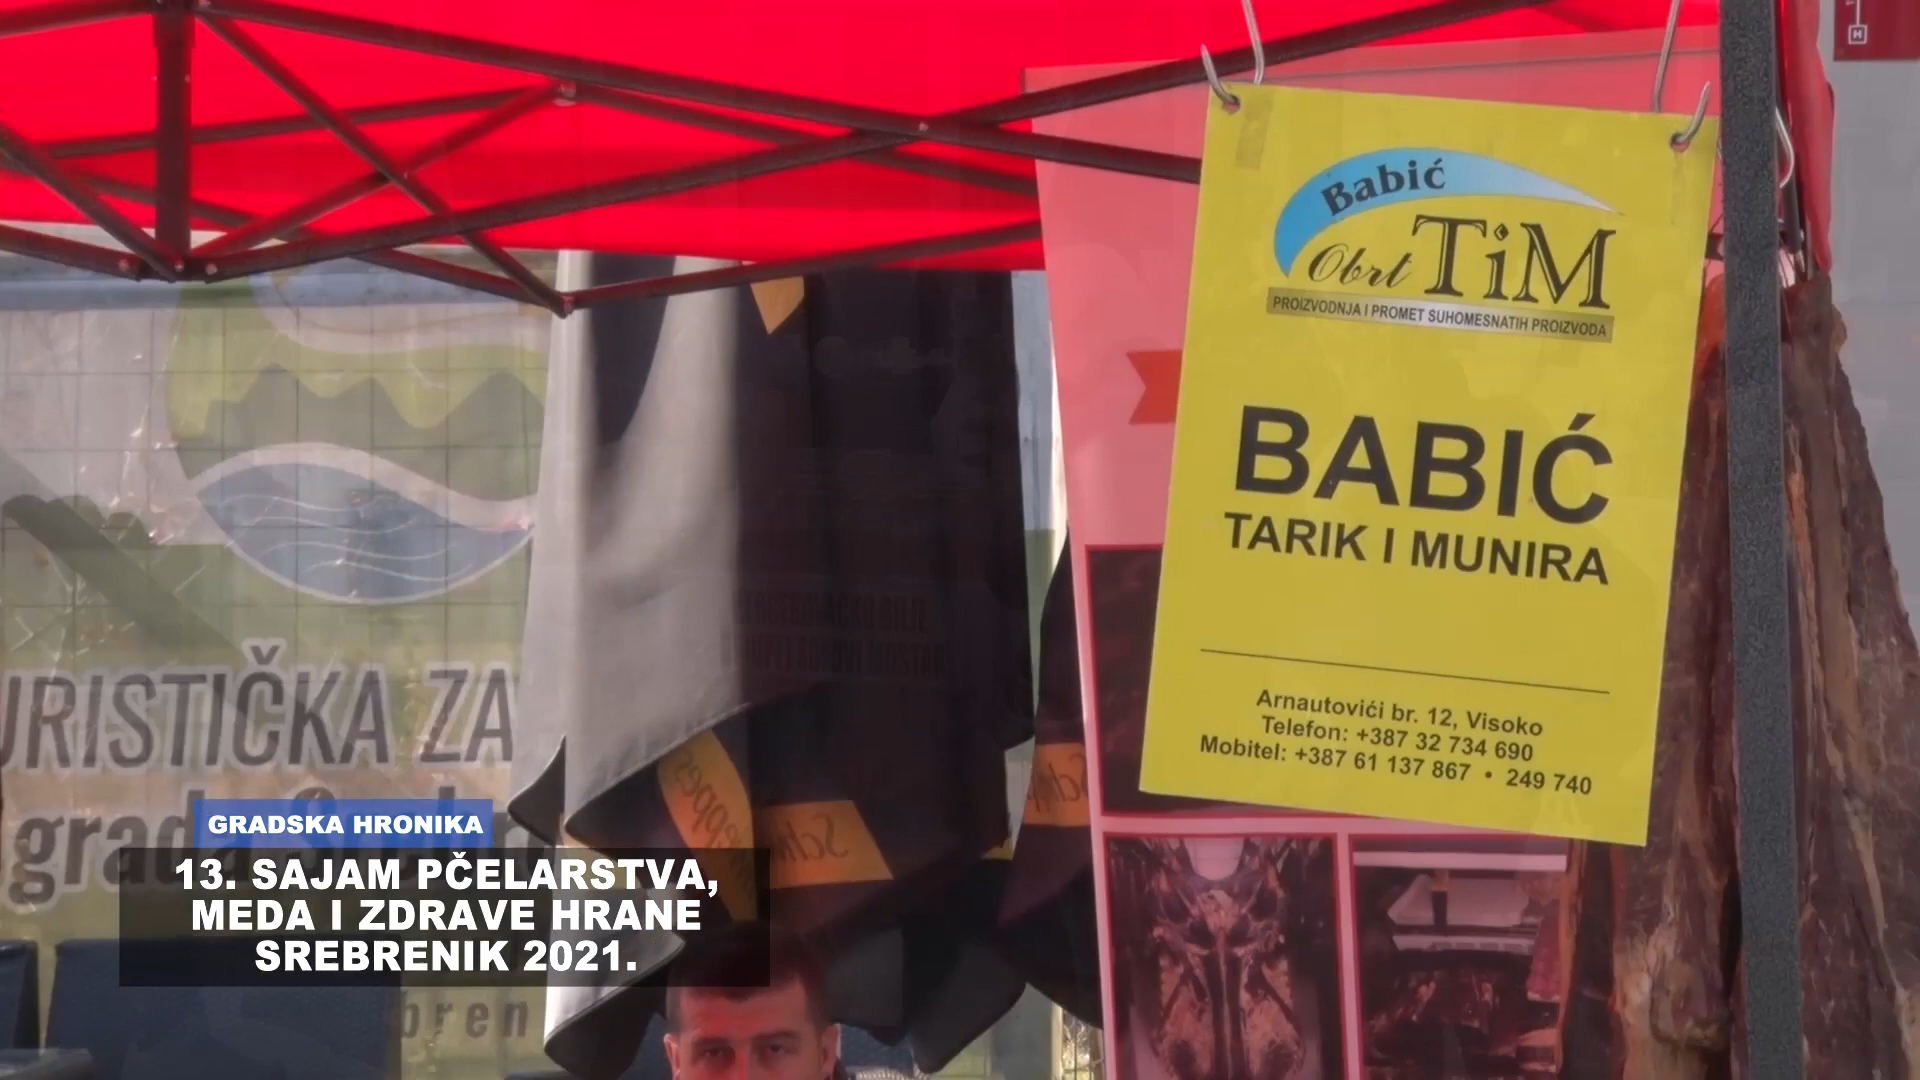 Babić
Obrt TiM
PROIZVODNJA I PROMET SUHOMESNATIH PROIZVODA
BABIĆ
TARIK I MUNIRA
Arnautovići br. 12, Visoko
Telefon: +387 32 734 690
Mobitel: +387 61 137 867 • 249 740
URISTIČKA ZA
grada
bren
GRADSKA HRONIKA
13. SAJAM PČELARSTVA,
MEDA I ZDRAVE HRANE
SREBRENIK 2021.